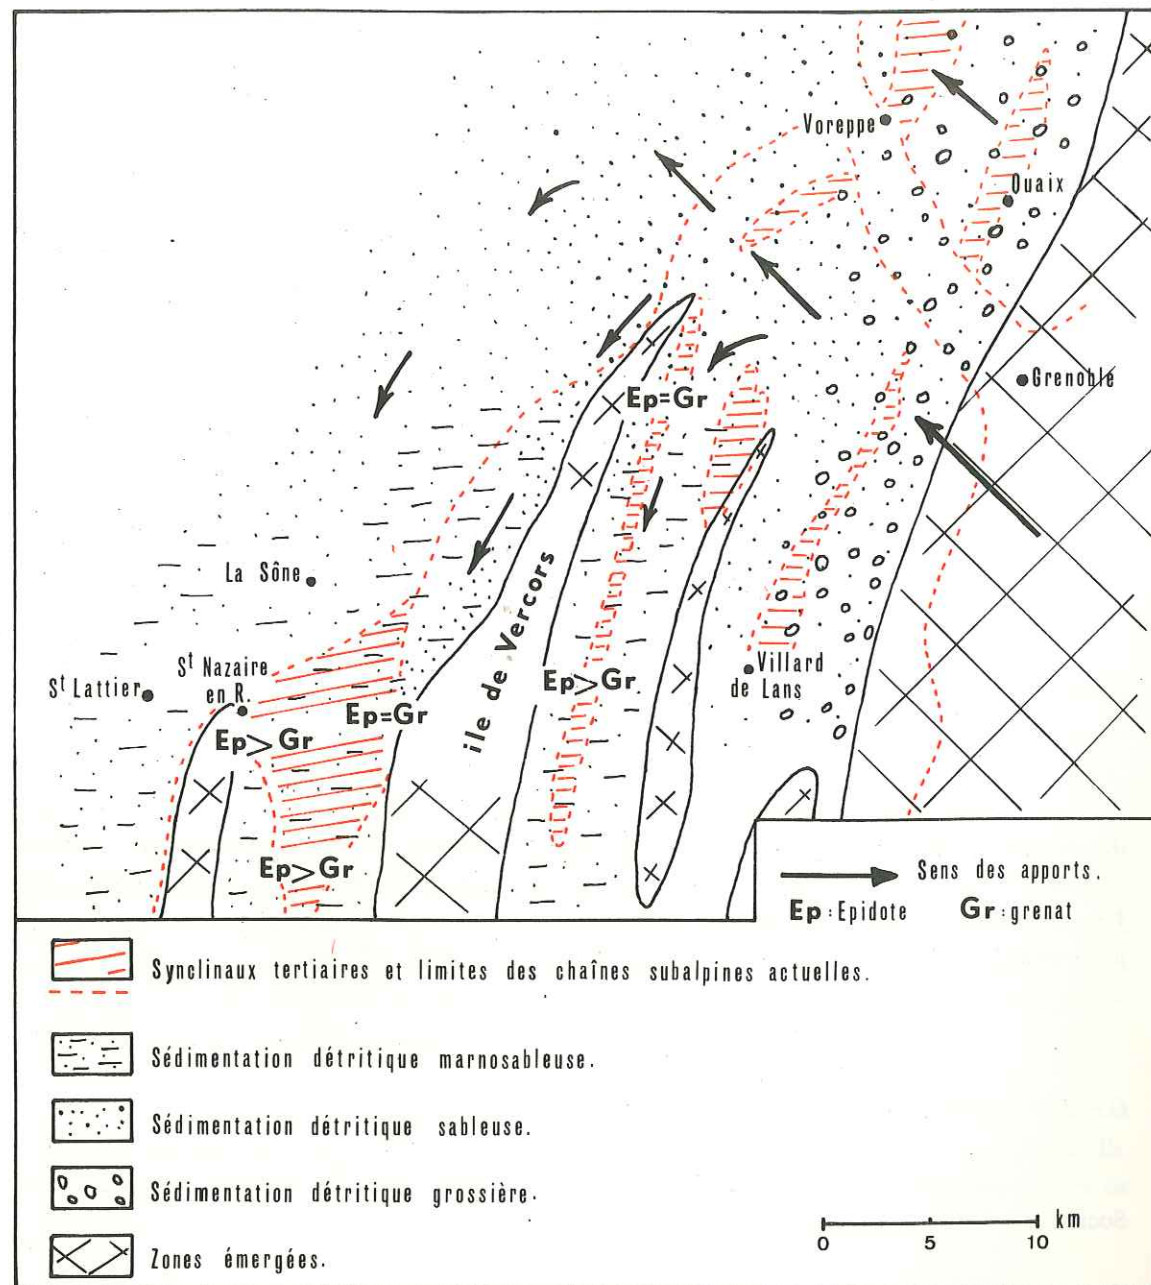 Voreppe
Quaix
Grenoble
Ep=Gr
La Sône
île de Vercors
St Nazaire
en R.
St Lattier
Villard
de Lans
Ep>Gr
Ep=Gr
Ep>Gr
Ep>Gr
Sens des apports.
Ep:Epidote Gr:grenat
Synclinaux tertiaires et limites des chaînes subalpines actuelles.
Sédimentation détritique marnosableuse.
Sédimentation détritique sableuse.
Sédimentation détritique grossière.
Zones émergées.
km
0 5 10